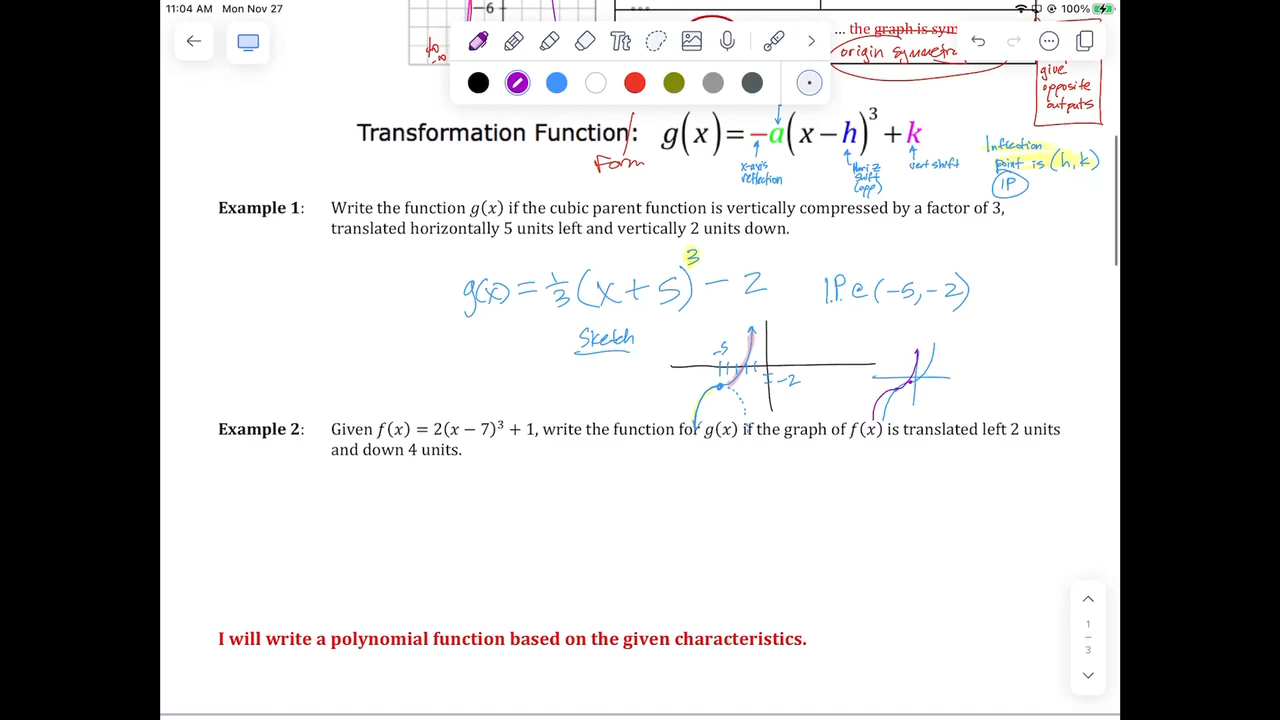 11:04 AM Mon Nov 27
100%
-6
... the graph is sym
origin symmetr
give
opposite
outputs
to
-∞
Transformation Function: g(x) = -a(x - h)³ + k
Form
x-axis
reflection
Horiz
shift
(opp)
vert shift
Inflection
point is (h, k)
IP
Example 1: Write the function g(x) if the cubic parent function is vertically compressed by a factor of 3,
translated horizontally 5 units left and vertically 2 units down.
g(x) = 1/3 (x + 5)³ - 2 I.P. @ (-5, -2)
Sketch
-5
-2
Example 2: Given f(x) = 2(x - 7)³ + 1, write the function for g(x) if the graph of f(x) is translated left 2 units
and down 4 units.
I will write a polynomial function based on the given characteristics.
1
3